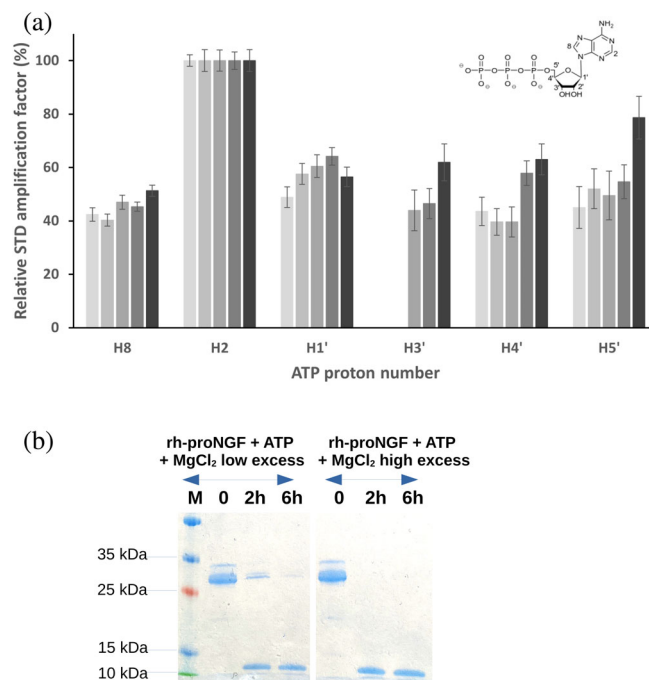 (a)
Relative STD amplification factor (%)
100
80
60
40
20
0
H8
H2
H1'
H3'
H4'
H5'
ATP proton number
NH₂
N
N
8
N
N
2
O
O
O
⊖
O
P
O
P
O
P
O
5'
O
O
O
O
4'
1'
⊖
⊖
⊖
3'
2'
OHOH
(b)
rh-proNGF + ATP
+ MgCl₂ low excess
rh-proNGF + ATP
+ MgCl₂ high excess
M 0 2h 6h
0 2h 6h
35 kDa
25 kDa
15 kDa
10 kDa